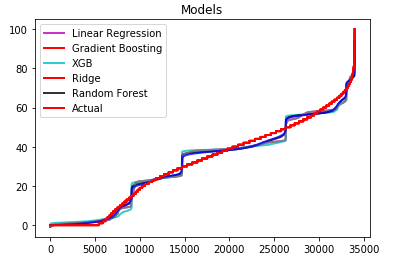 Models
Linear Regression
Gradient Boosting
XGB
Ridge
Random Forest
Actual
100
80
60
40
20
0
0 5000 10000 15000 20000 25000 30000 35000